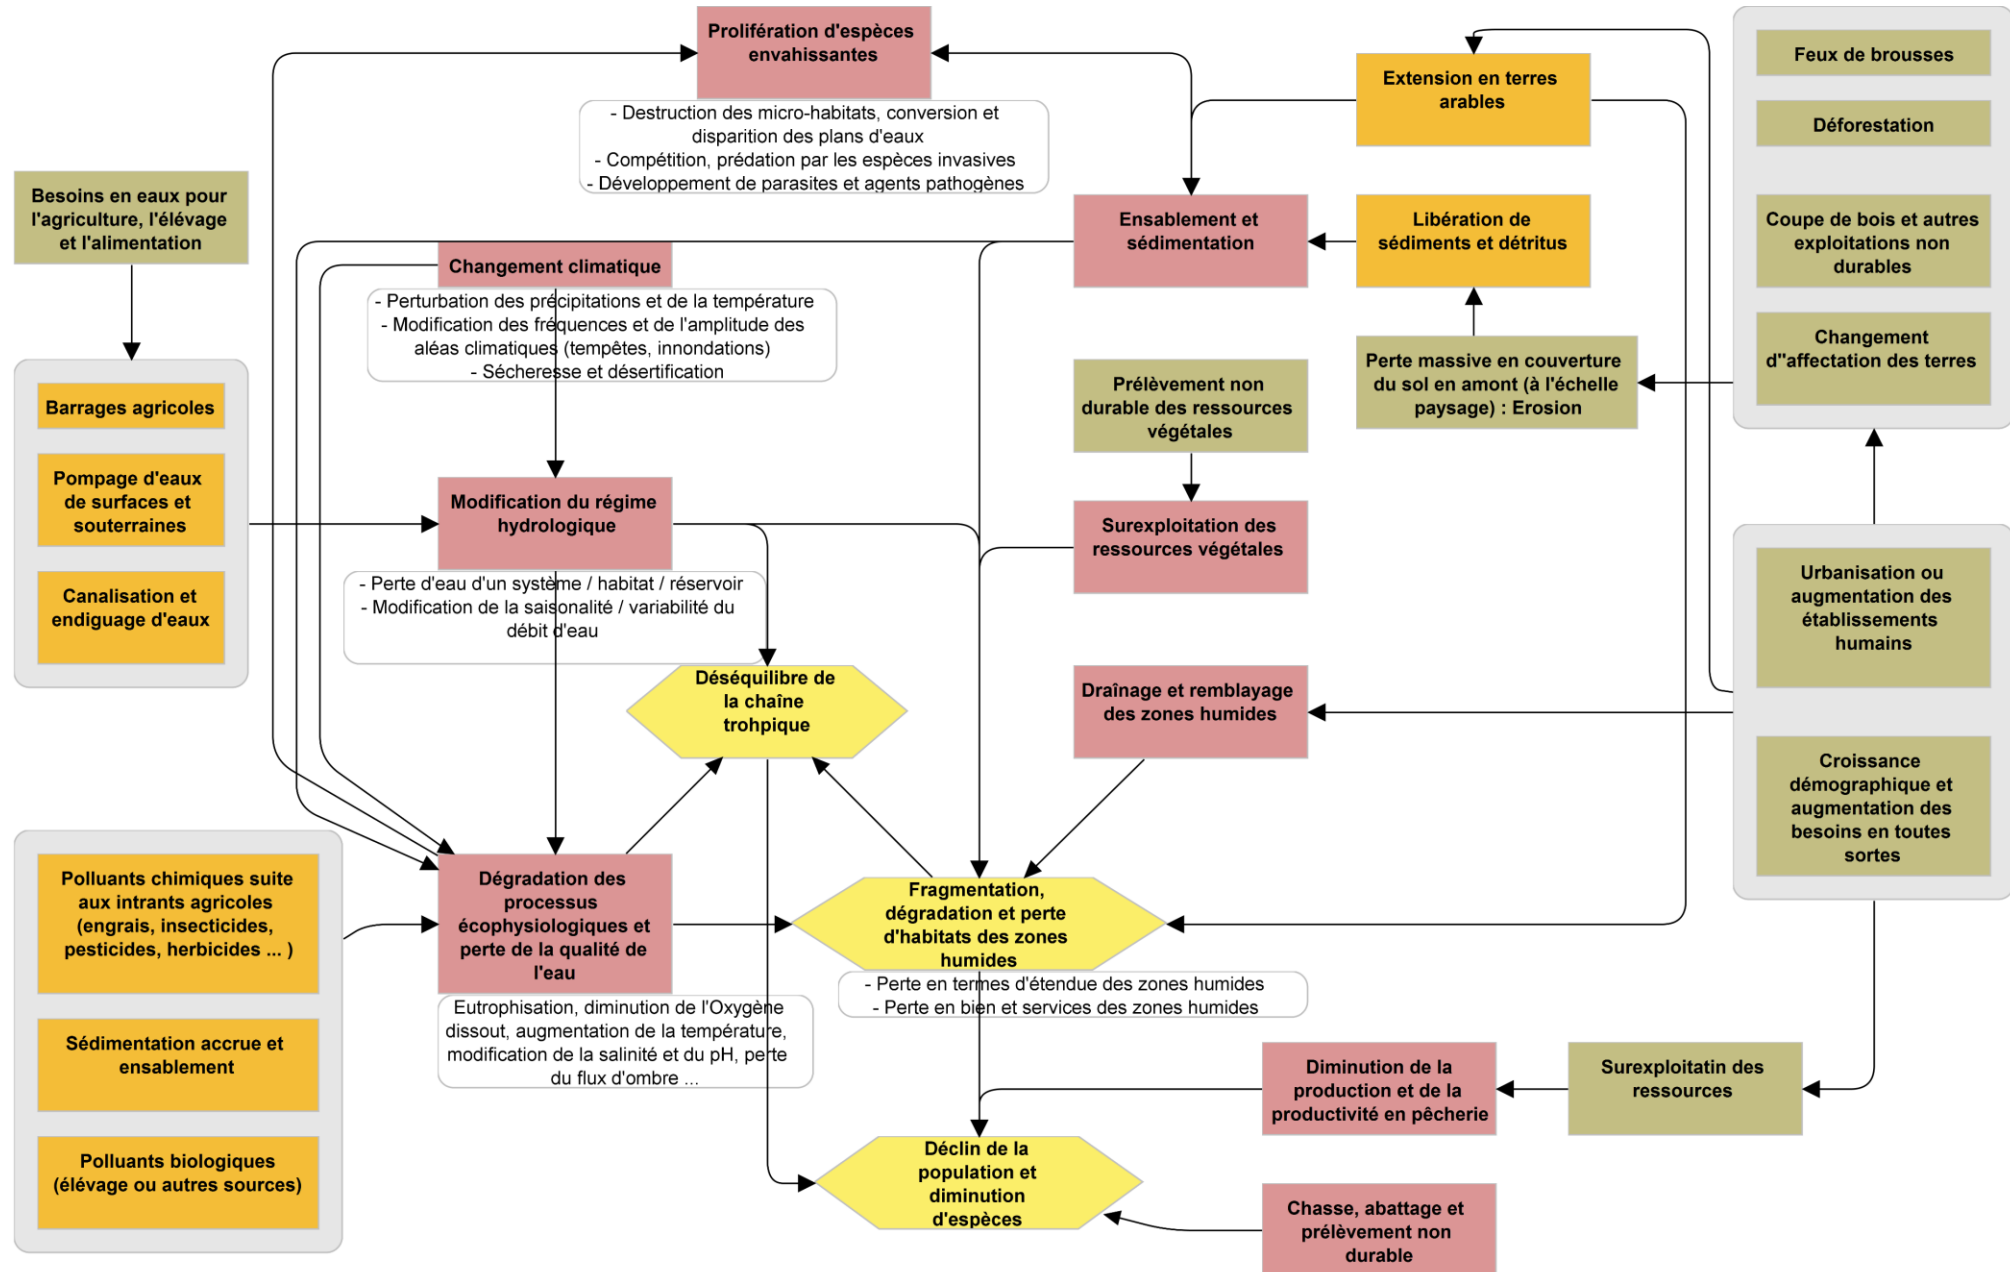 Prolifération d'espèces
envahissantes
- Destruction des micro-habitats, conversion et
disparition des plans d'eaux
- Compétition, prédation par les espèces invasives
- Développement de parasites et agents pathogènes
Extension en terres
arables
Feux de brousses
Déforestation
Coupe de bois et autres
exploitations non
durables
Changement
d''affectation des terres
Besoins en eaux pour
l'agriculture, l'élévage
et l'alimentation
Ensablement et
sédimentation
Libération de
sédiments et détritus
Changement climatique
- Perturbation des précipitations et de la température
- Modification des fréquences et de l'amplitude des
aléas climatiques (tempêtes, innondations)
- Sécheresse et désertification
Prélèvement non
durable des ressources
végétales
Perte massive en couverture
du sol en amont (à l'échelle
paysage) : Erosion
Barrages agricoles
Pompage d'eaux
de surfaces et
souterraines
Canalisation et
endiguage d'eaux
Modification du régime
hydrologique
- Perte d'eau d'un système / habitat / réservoir
- Modification de la saisonalité / variabilité du
débit d'eau
Surexploitation des
ressources végétales
Urbanisation ou
augmentation des
établissements
humains
Croissance
démographique et
augmentation des
besoins en toutes
sortes
Déséquilibre de
la chaîne
trohpique
Draînage et remblayage
des zones humides
Polluants chimiques suite
aux intrants agricoles
(engrais, insecticides,
pesticides, herbicides ... )
Sédimentation accrue et
ensablement
Polluants biologiques
(élévage ou autres sources)
Dégradation des
processus
écophysiologiques et
perte de la qualité de
l'eau
Eutrophisation, diminution de l'Oxygène
dissout, augmentation de la température,
modification de la salinité et du pH, perte
du flux d'ombre ...
Fragmentation,
dégradation et perte
d'habitats des zones
humides
- Perte en termes d'étendue des zones humides
- Perte en bien et services des zones humides
Diminution de la
production et de la
productivité en pêcherie
Surexploitatin des
ressources
Déclin de la
population et
diminution
d'espèces
Chasse, abattage et
prélèvement non
durable